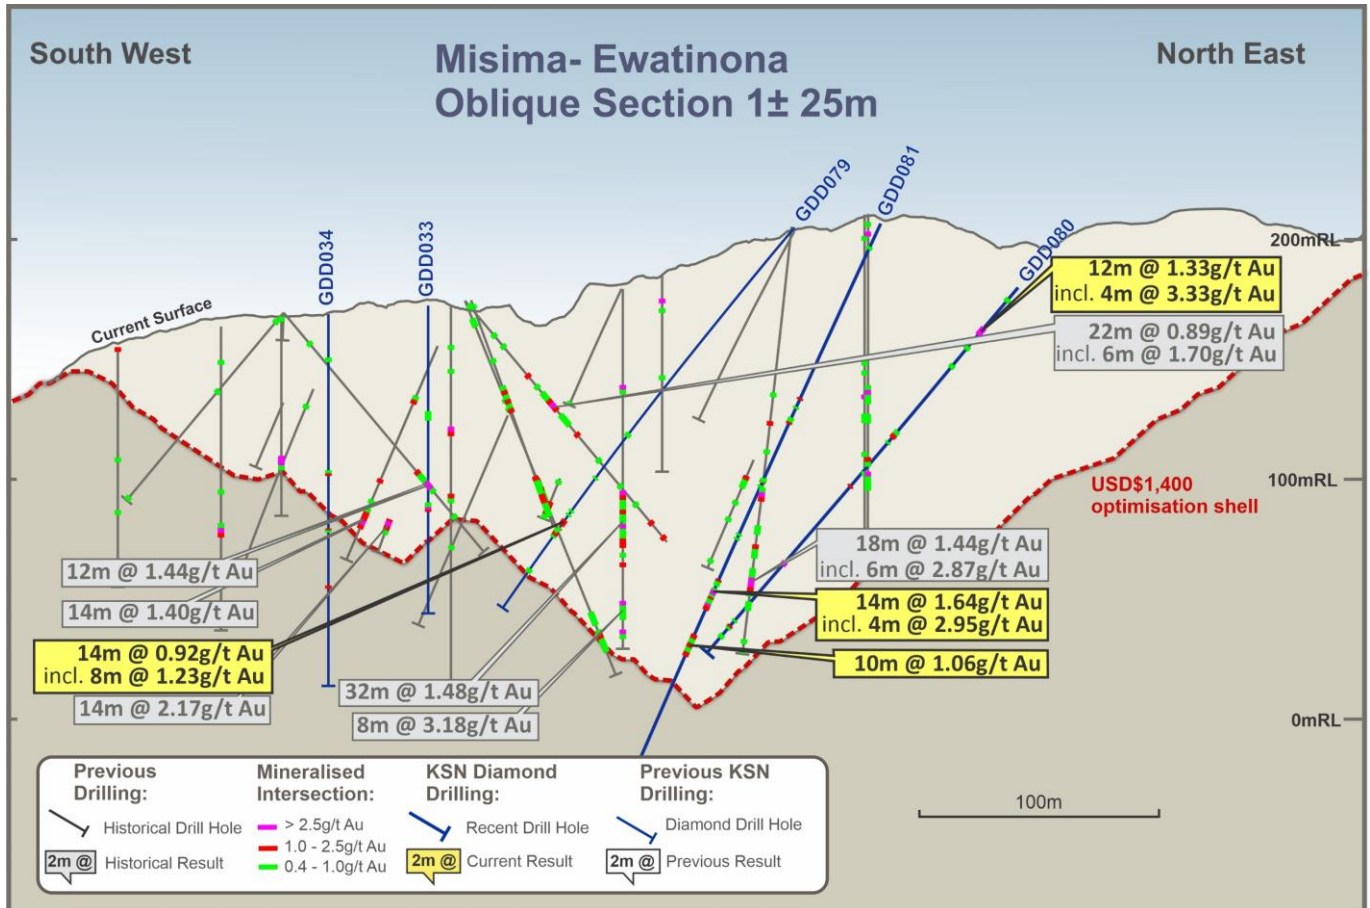 South West
Misima- Ewatinona
Oblique Section 1± 25m
North East
GDD034
GDD033
GDD079
GDD081
GDD080
Current Surface
200mRL
100mRL
0mRL
12m @ 1.33g/t Au
incl. 4m @ 3.33g/t Au
22m @ 0.89g/t Au
incl. 6m @ 1.70g/t Au
USD$1,400
optimisation shell
18m @ 1.44g/t Au
incl. 6m @ 2.87g/t Au
14m @ 1.64g/t Au
incl. 4m @ 2.95g/t Au
10m @ 1.06g/t Au
12m @ 1.44g/t Au
14m @ 1.40g/t Au
14m @ 0.92g/t Au
incl. 8m @ 1.23g/t Au
14m @ 2.17g/t Au
32m @ 1.48g/t Au
8m @ 3.18g/t Au
Previous
Drilling:
Historical Drill Hole
2m @ Historical Result
Mineralised
Intersection:
> 2.5g/t Au
1.0 - 2.5g/t Au
0.4 - 1.0g/t Au
KSN Diamond
Drilling:
Recent Drill Hole
2m @ Current Result
Previous KSN
Drilling:
Diamond Drill Hole
2m @ Previous Result
100m